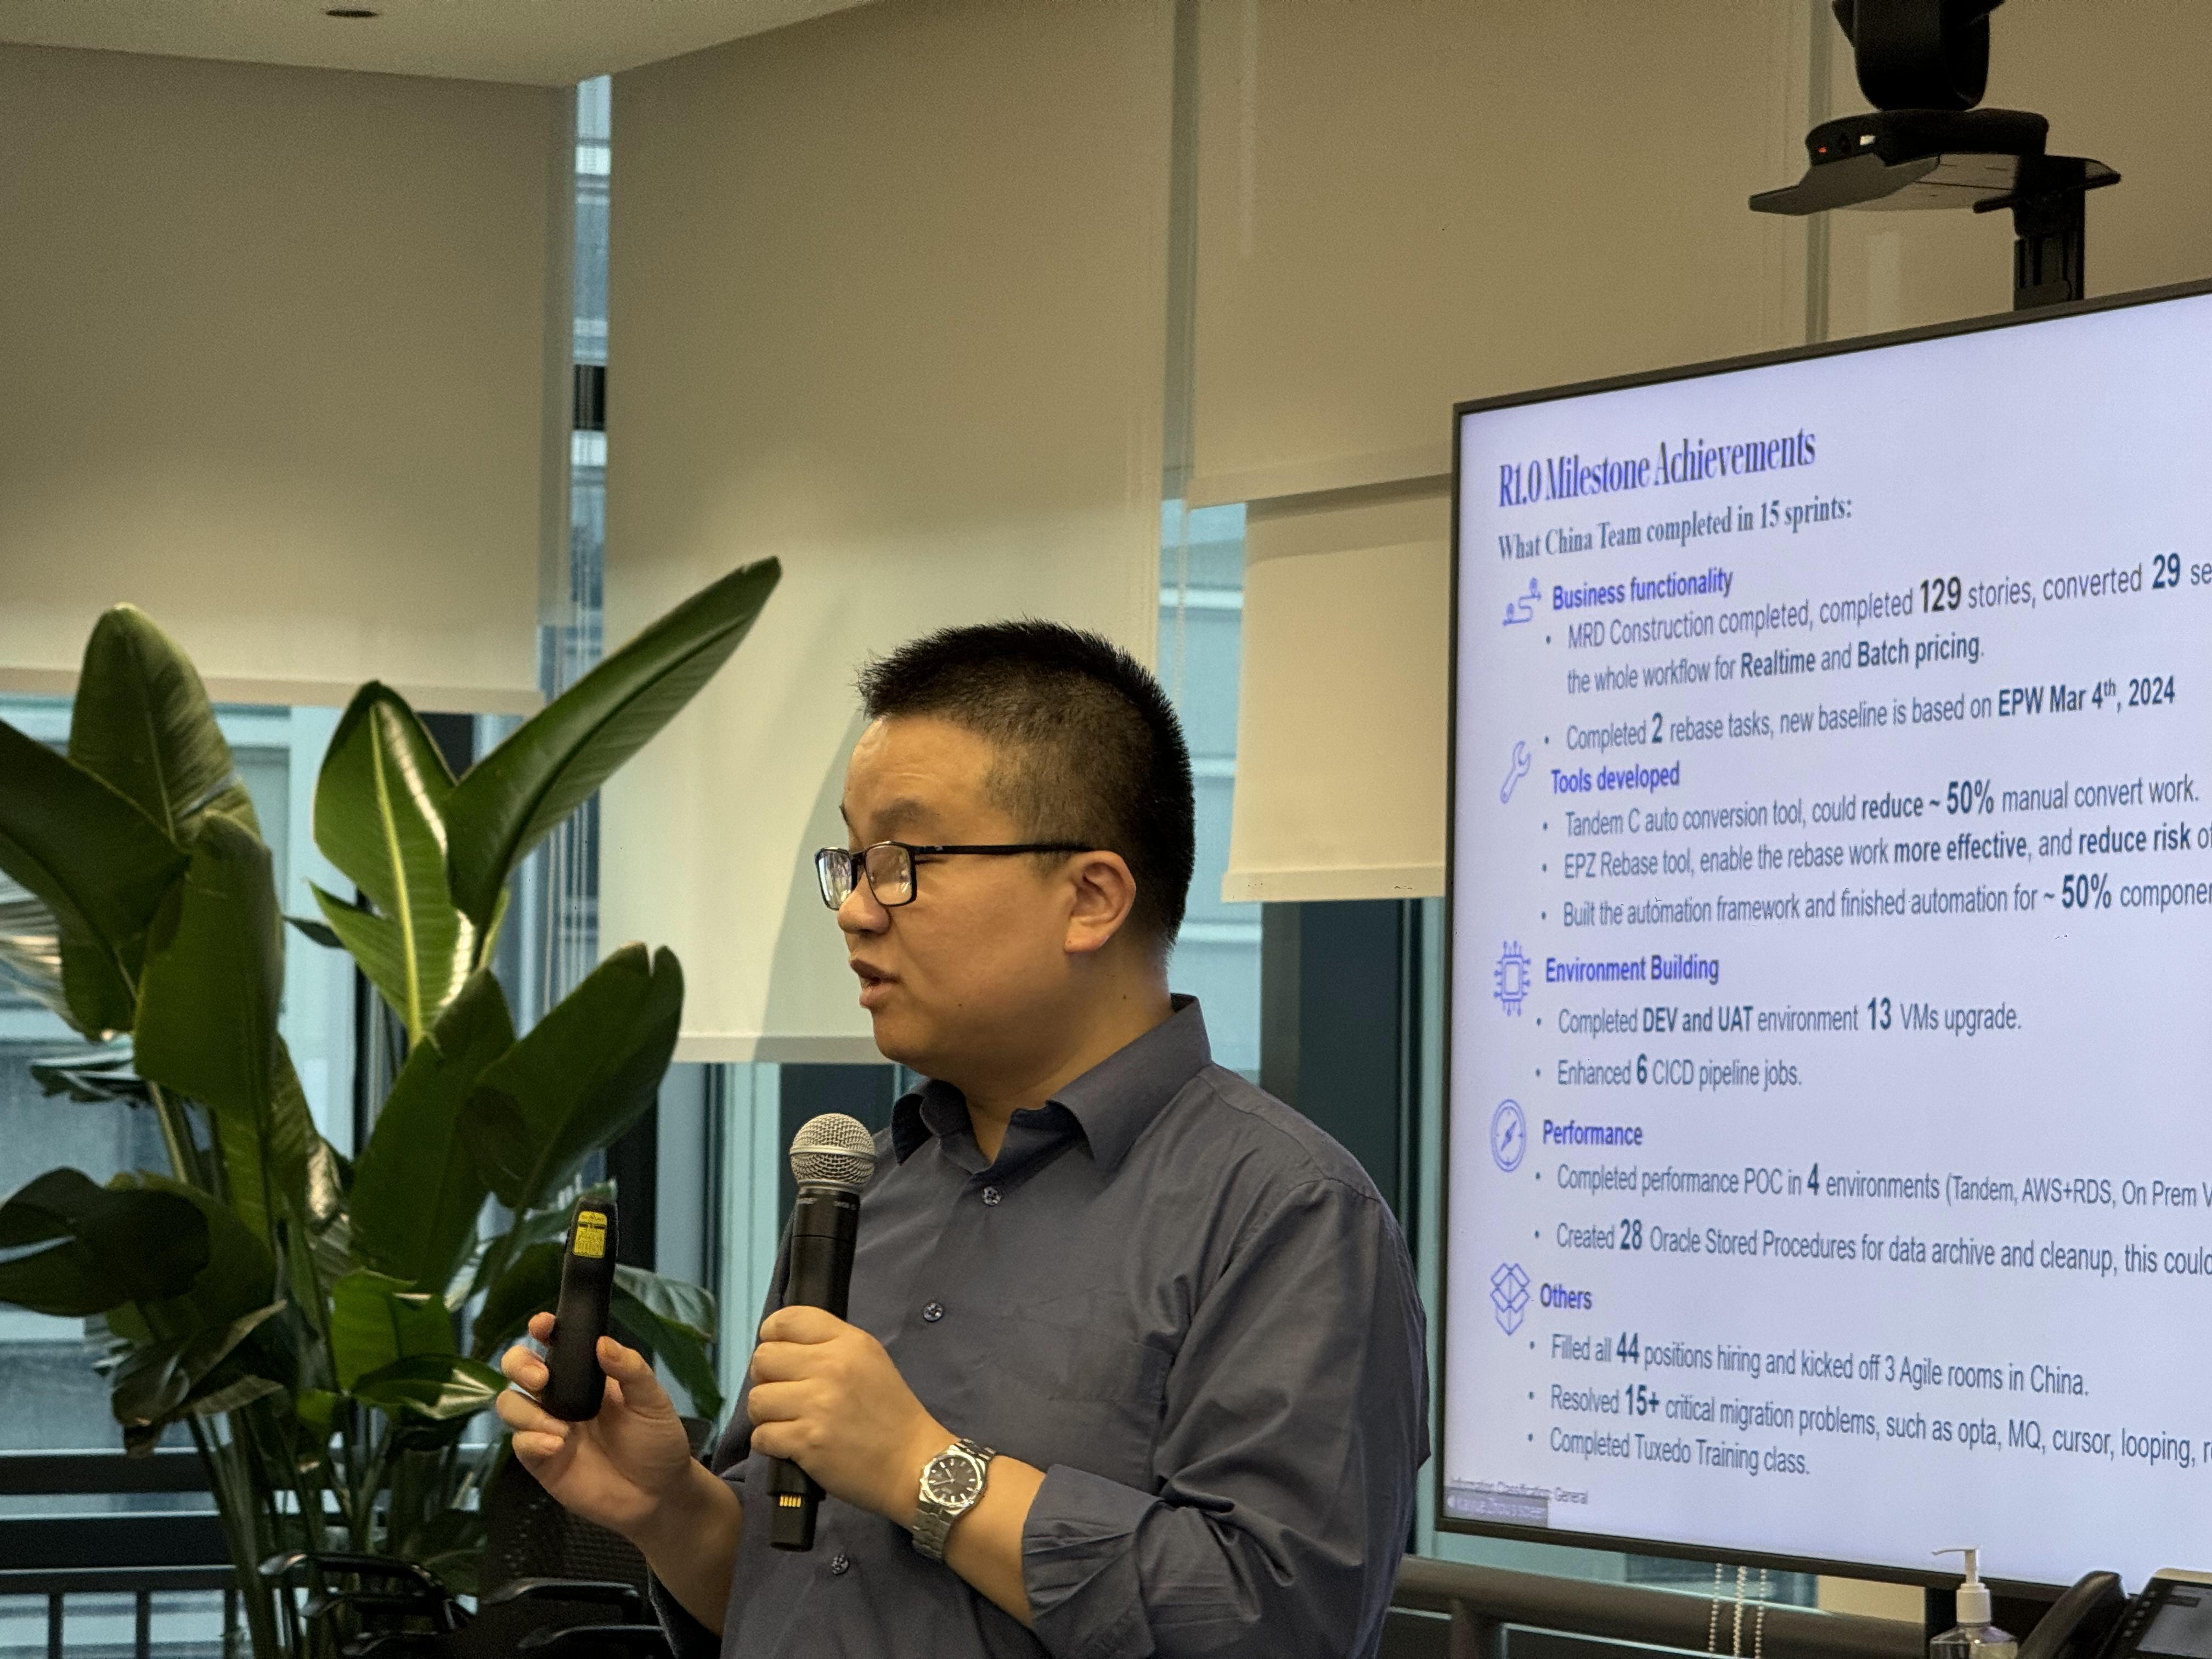 R1.0 Milestone Achievements
What China Team completed in 15 sprints:
Business functionality
• MRD Construction completed, completed 129 stories, converted 29 se
the whole workflow for Realtime and Batch pricing.
• Completed 2 rebase tasks, new baseline is based on EPW Mar 4th, 2024
Tools developed
• Tandem C auto conversion tool, could reduce ~ 50% manual convert work.
• EPZ Rebase tool, enable the rebase work more effective, and reduce risk of
• Built the automation framework and finished automation for ~ 50% componen
Environment Building
• Completed DEV and UAT environment 13 VMs upgrade.
• Enhanced 6 CICD pipeline jobs.
Performance
• Completed performance POC in 4 environments (Tandem, AWS+RDS, On Prem V
• Created 28 Oracle Stored Procedures for data archive and cleanup, this could
Others
• Filled all 44 positions hiring and kicked off 3 Agile rooms in China.
• Resolved 15+ critical migration problems, such as opta, MQ, cursor, looping, r
• Completed Tuxedo Training class.
Information Classification: General